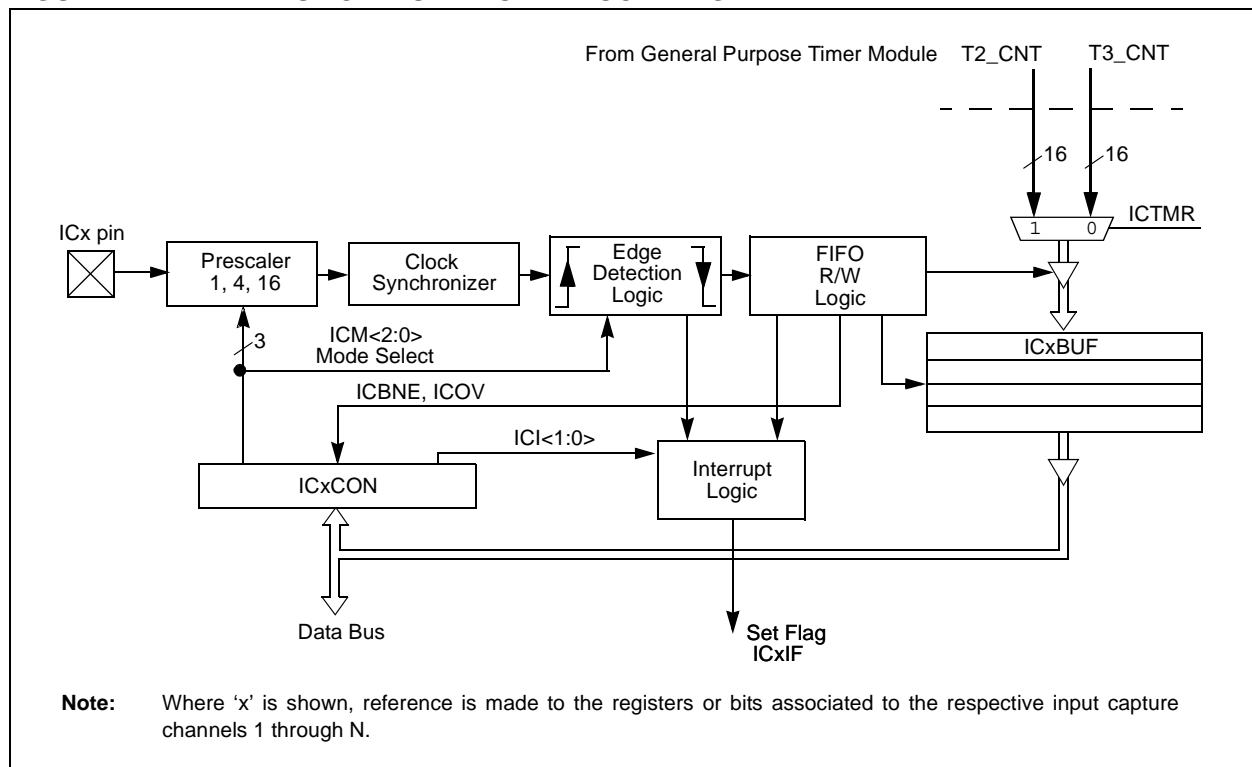 From General Purpose Timer Module T2_CNT T3_CNT
16 16
ICx pin
1 0 ICTMR
Prescaler
1, 4, 16
Clock
Synchronizer
Edge
Detection
Logic
FIFO
R/W
Logic
3
ICM<2:0>
Mode Select
ICxBUF
ICBNE, ICOV
ICI<1:0>
Interrupt
Logic
ICxCON
Data Bus
Set Flag
ICxIF
Note: Where ‘x’ is shown, reference is made to the registers or bits associated to the respective input capture
channels 1 through N.